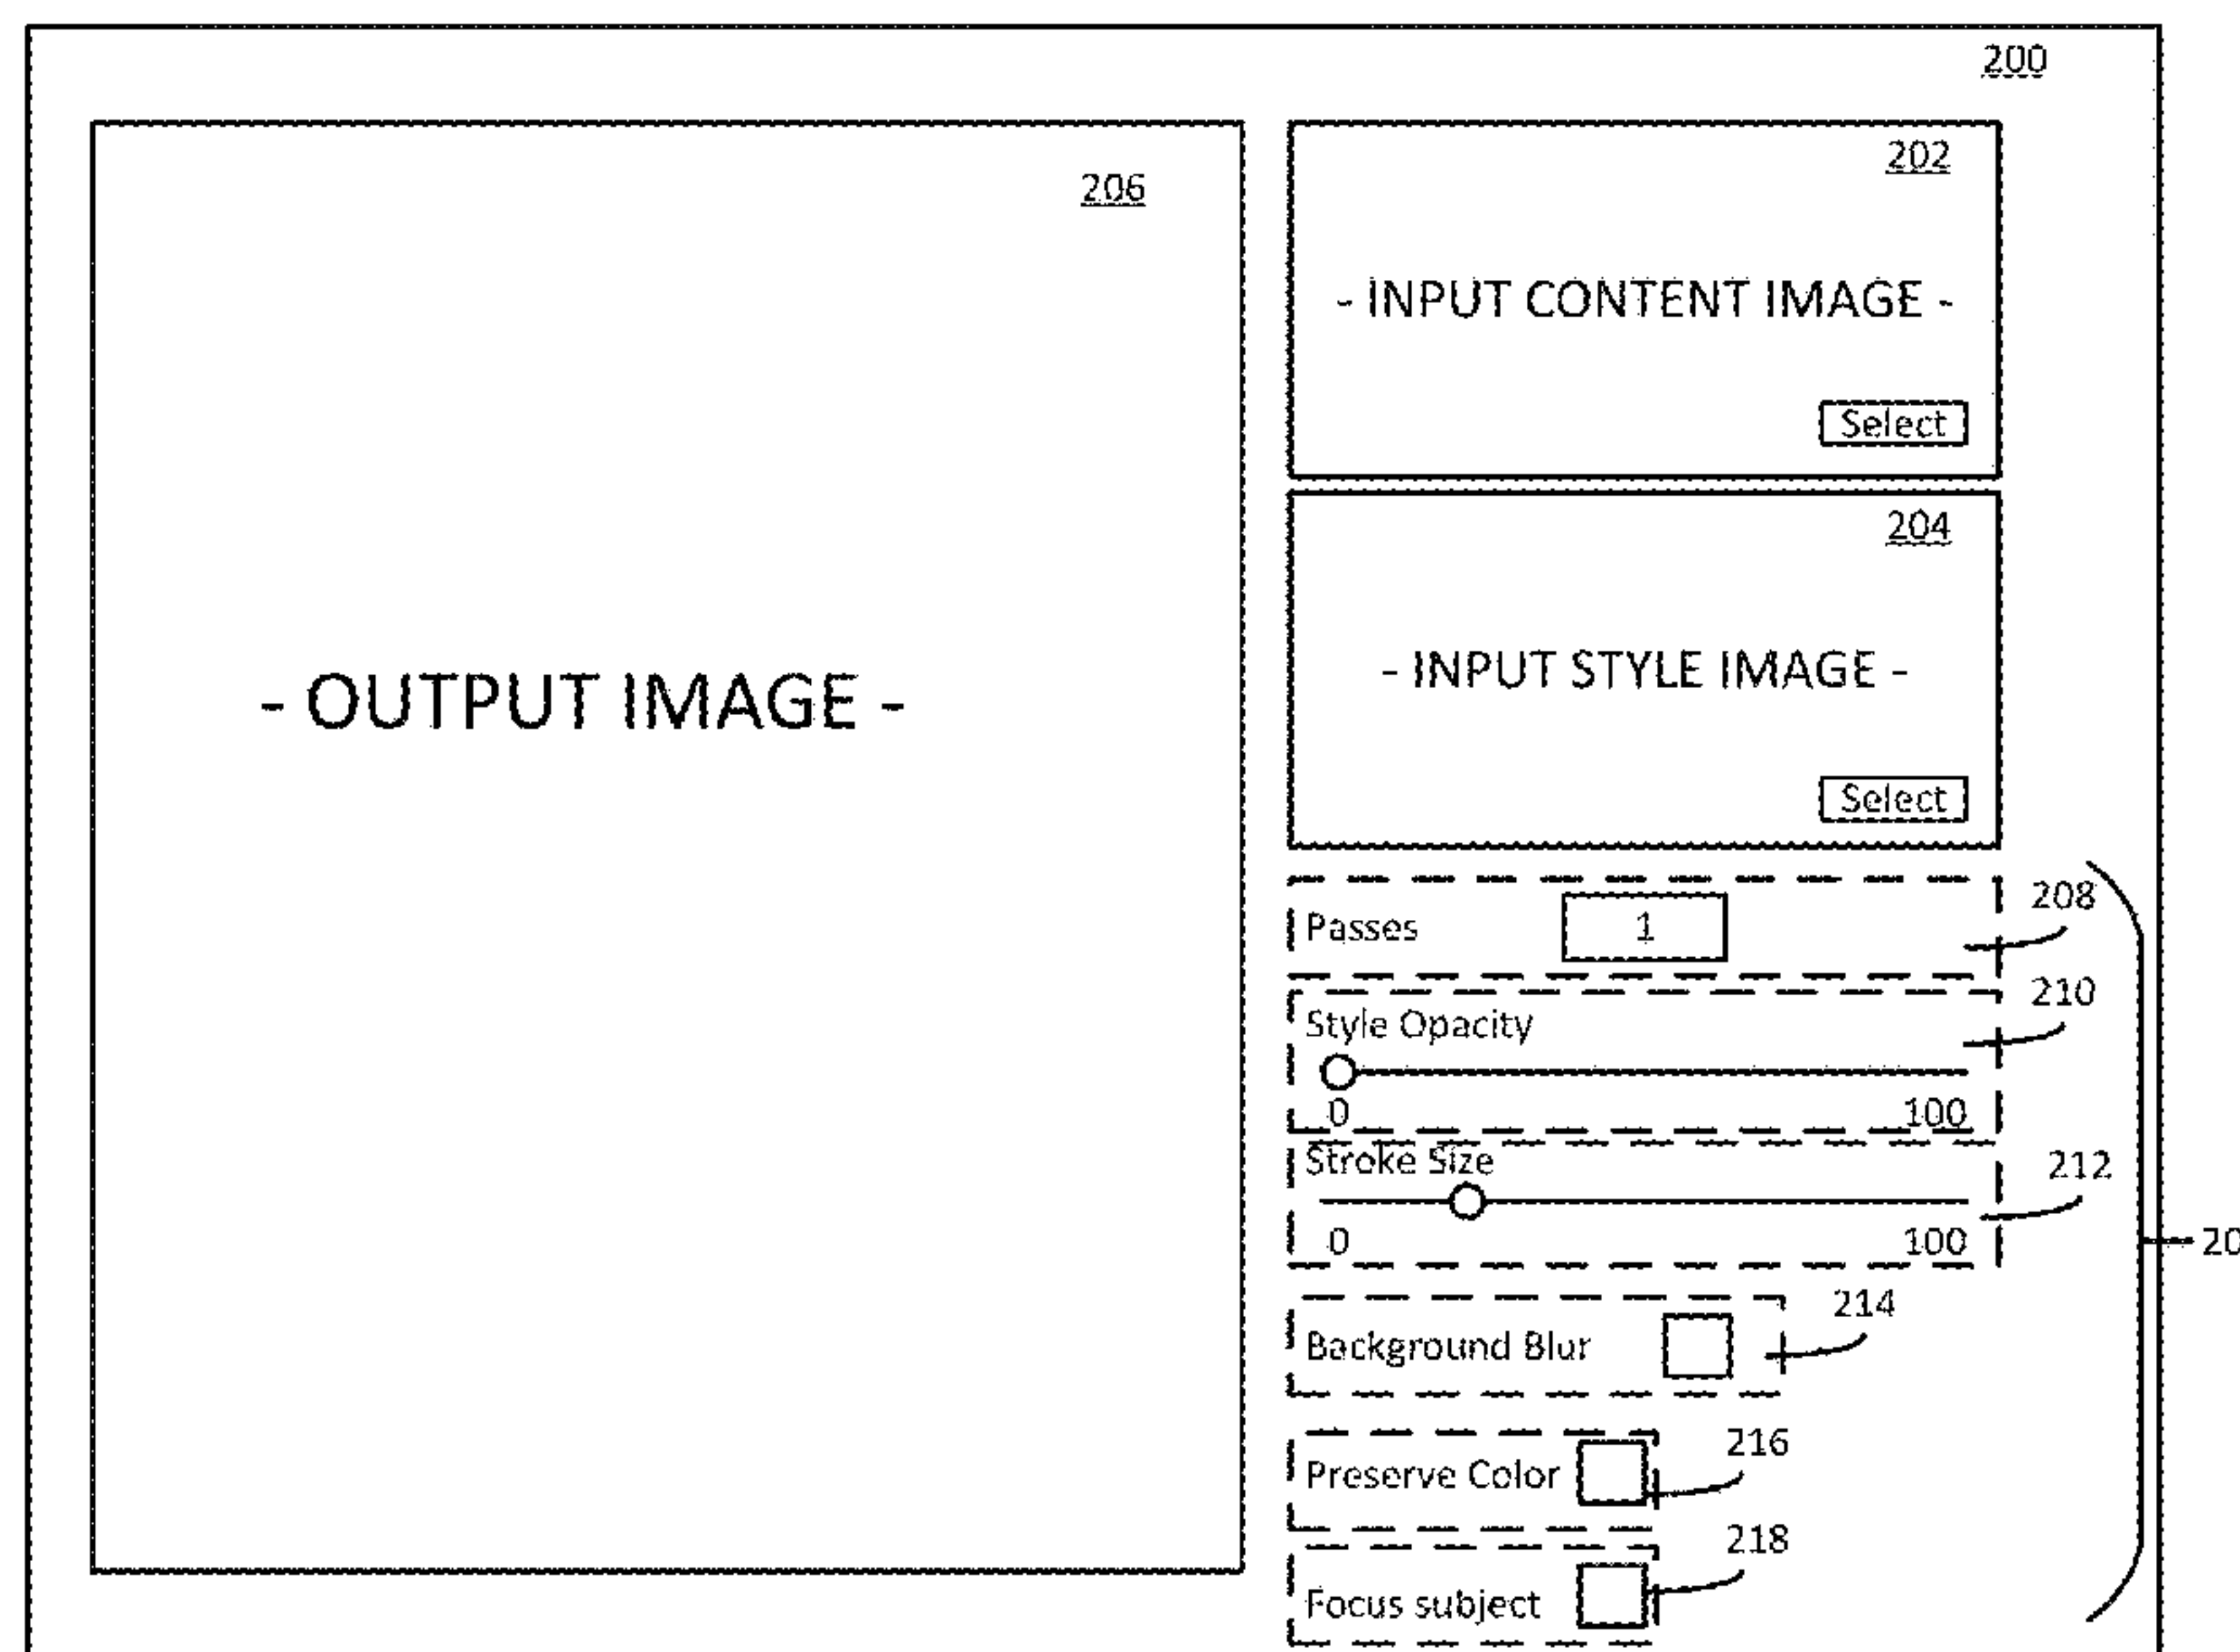 200
206
- OUTPUT IMAGE -
202
- INPUT CONTENT IMAGE -
Select
204
- INPUT STYLE IMAGE -
Select
Passes 1 208
210
Style Opacity
0 100
Stroke Size 212
0 100
214
Background Blur
216
Preserve Color
218
Focus subject